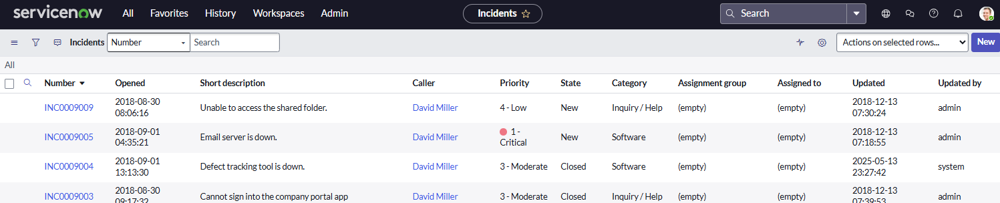 servicenow All Favorites History Workspaces Admin Incidents Search
Incidents Number Search Actions on selected rows... New
All
Number Opened Short description Caller Priority State Category Assignment group Assigned to Updated Updated by
INC0009009 2018-08-30 08:06:16 Unable to access the shared folder. David Miller 4 - Low New Inquiry / Help (empty) (empty) 2018-12-13 07:30:24 admin
INC0009005 2018-09-01 04:35:21 Email server is down. David Miller 1 - Critical New Software (empty) (empty) 2018-12-13 07:18:55 admin
INC0009004 2018-09-01 13:13:30 Defect tracking tool is down. David Miller 3 - Moderate Closed Software (empty) (empty) 2025-05-13 23:27:42 system
INC0009003 2018-08-30 09:17:32 Cannot sign into the company portal app David Miller 3 - Moderate Closed Inquiry / Help (empty) (empty) 2018-12-13 07:39:53 admin